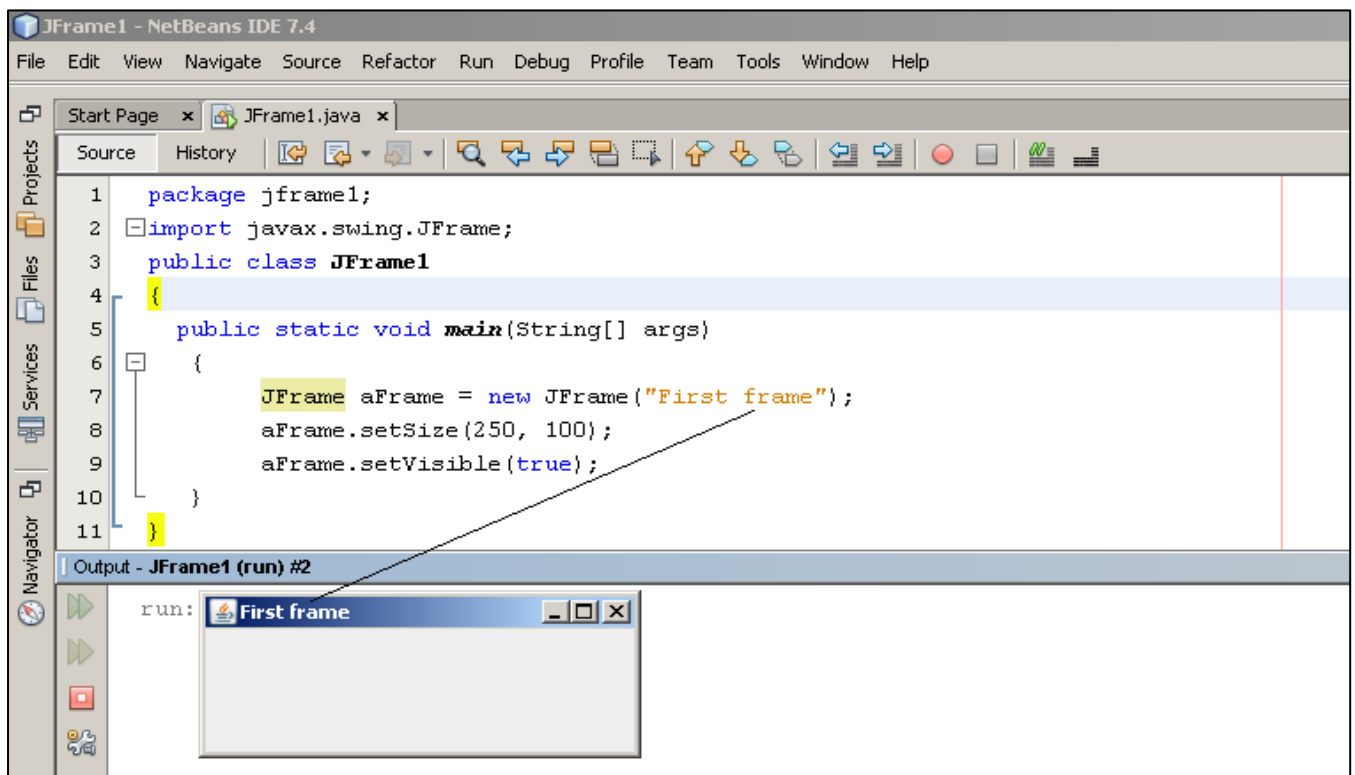 JFrame1 - NetBeans IDE 7.4
File Edit View Navigate Source Refactor Run Debug Profile Team Tools Window Help
Start Page x JFrame1.java x
Source History
Projects
Files
Services
Navigator
1 package jframe1;
2 import javax.swing.JFrame;
3 public class JFrame1
4 {
5 public static void main(String[] args)
6 {
7 JFrame aFrame = new JFrame("First frame");
8 aFrame.setSize(250, 100);
9 aFrame.setVisible(true);
10 }
11 }
Output - JFrame1 (run) #2
run:
First frame